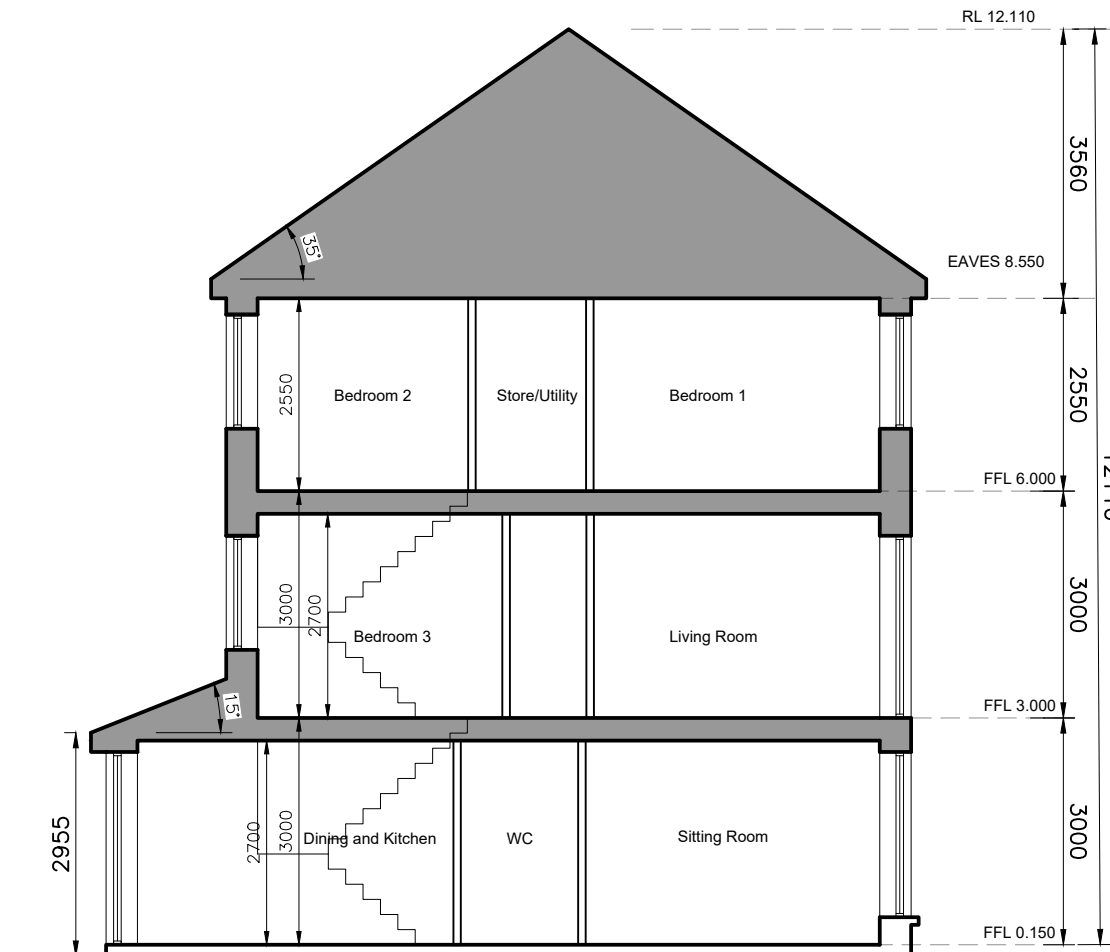 RL 12.110
3560
35°
EAVES 8.550
2550
Bedroom 2
Store/Utility
Bedroom 1
2550
FFL 6.000
3000
2700
Bedroom 3
Living Room
3000
15°
FFL 3.000
2955
2700
3000
Dining and Kitchen
WC
Sitting Room
3000
FFL 0.150